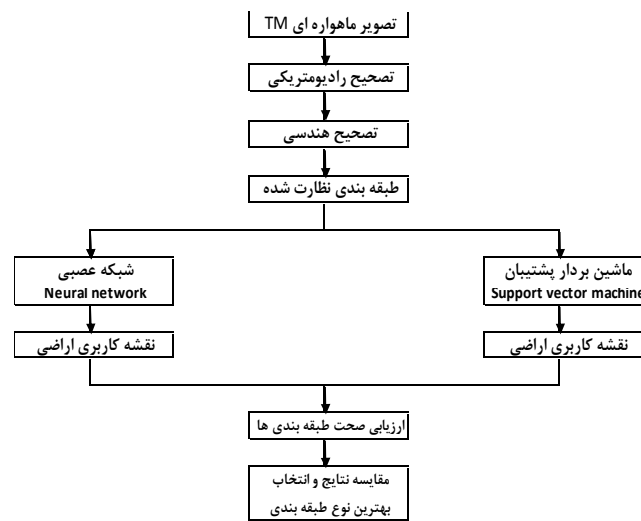 تصویر ماهواره ای TM
تصحیح رادیومتریکی
تصحیح هندسی
طبقه بندی نظارت شده
ماشین بردار پشتیبان
Support vector machine
شبکه عصبی
Neural network
نقشه کاربری اراضی
نقشه کاربری اراضی
ارزیابی صحت طبقه بندی ها
مقایسه نتایج و انتخاب
بهترین نوع طبقه بندی